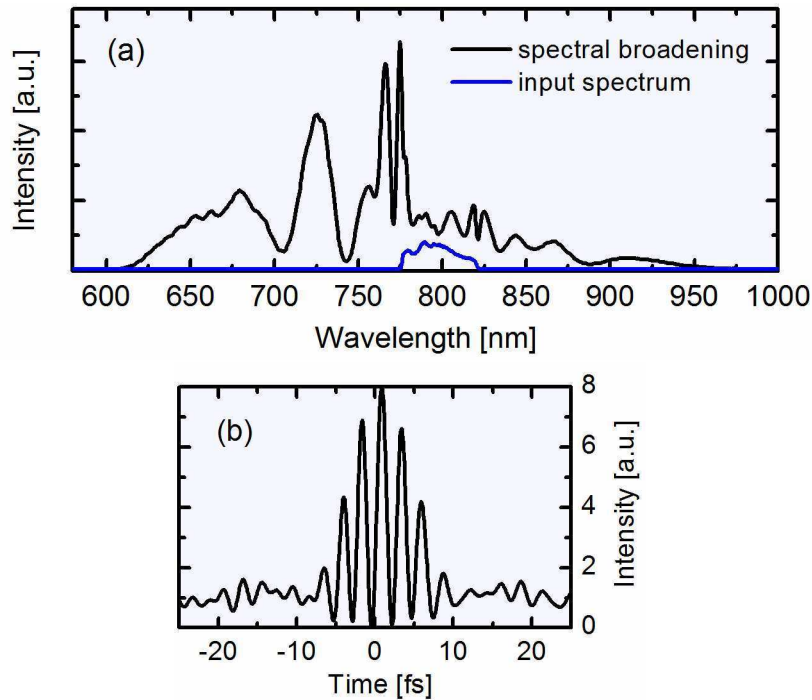 (a)
spectral broadening
input spectrum
Intensity [a.u.]
600 650 700 750 800 850 900 950 1000
Wavelength [nm]
(b)
8
6
4
2
0
Intensity [a.u.]
-20 -10 0 10 20
Time [fs]